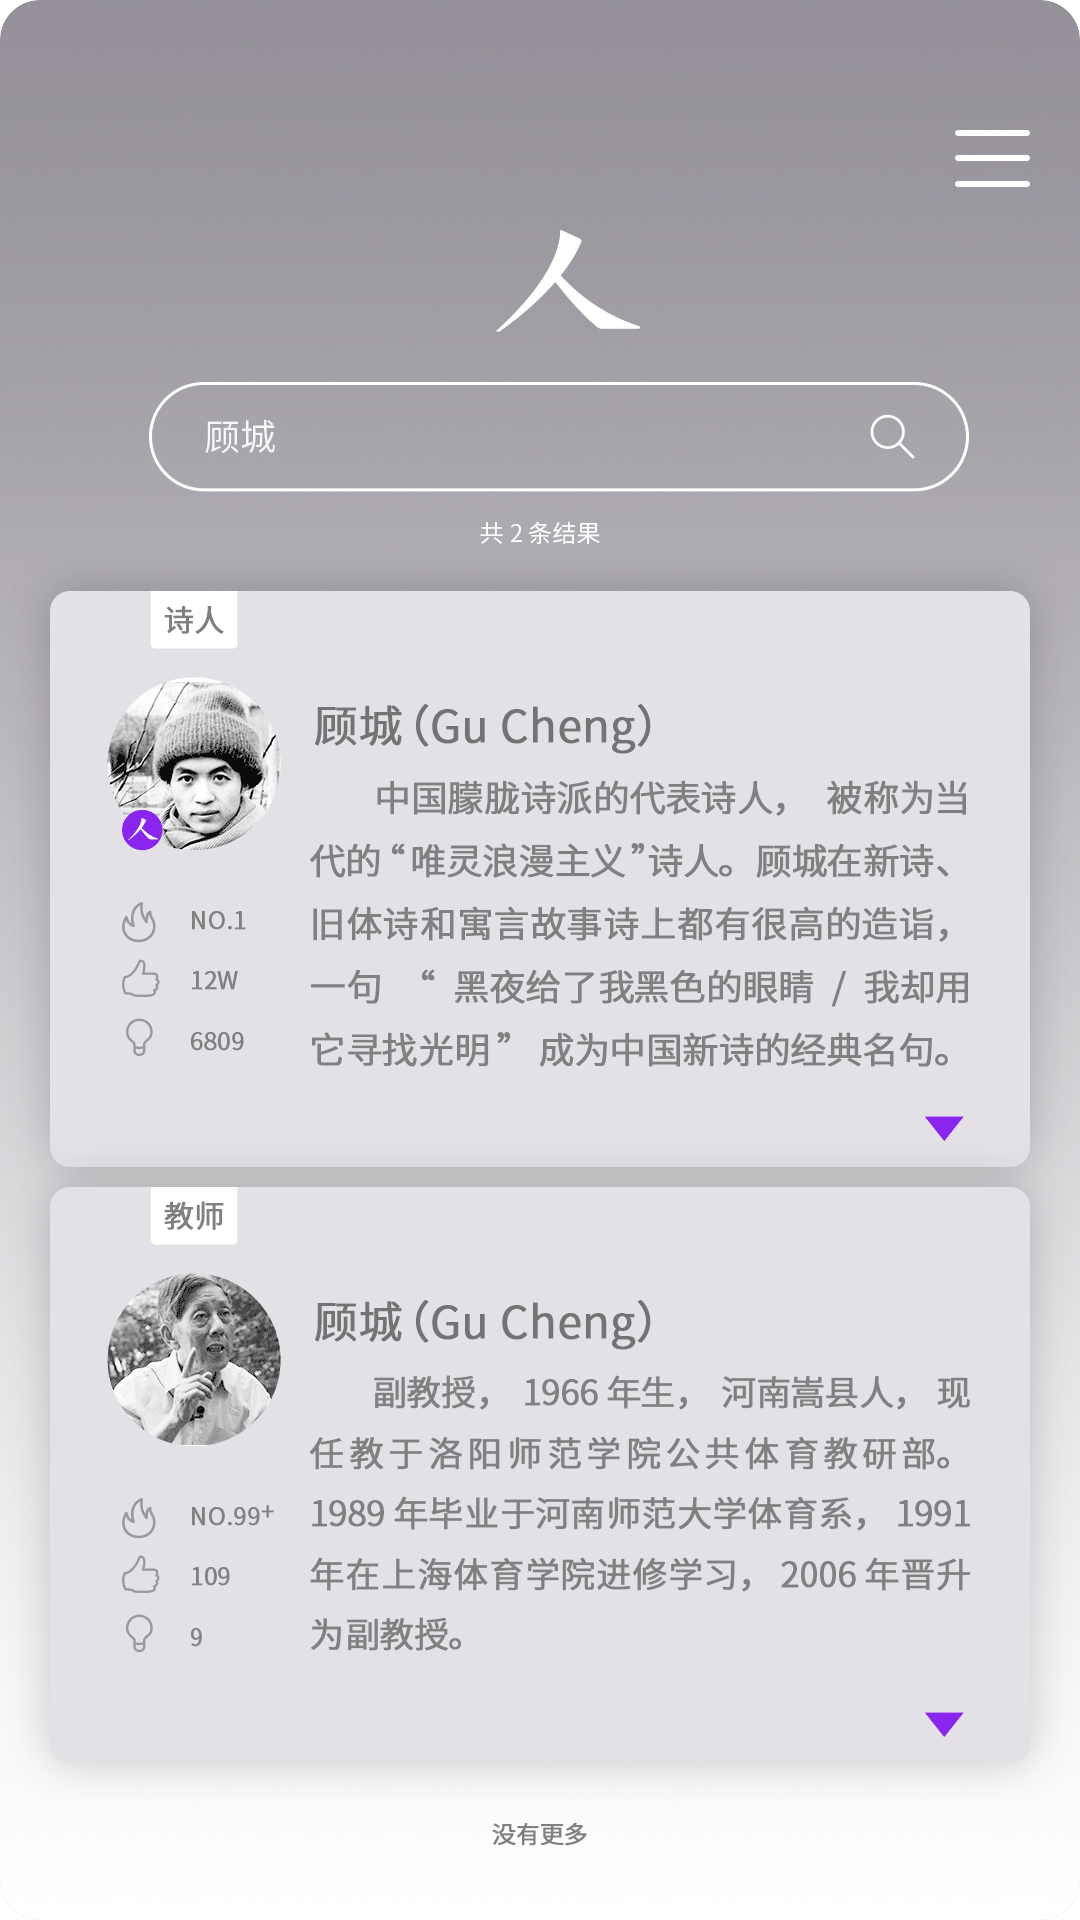 人
顾城
共 2 条结果
诗人
顾城（Gu Cheng）
中国朦胧诗派的代表诗人， 被称为当
代的“唯灵浪漫主义”诗人。顾城在新诗、
旧体诗和寓言故事诗上都有很高的造诣，
一句 “ 黑夜给了我黑色的眼睛 / 我却用
它寻找光明” 成为中国新诗的经典名句。
人
NO.1
12W
6809
教师
顾城（Gu Cheng）
副教授， 1966 年生， 河南嵩县人， 现
任教于洛阳师范学院公共体育教研部。
1989 年毕业于河南师范大学体育系， 1991
年在上海体育学院进修学习， 2006 年晋升
为副教授。
NO.99+
109
9
没有更多